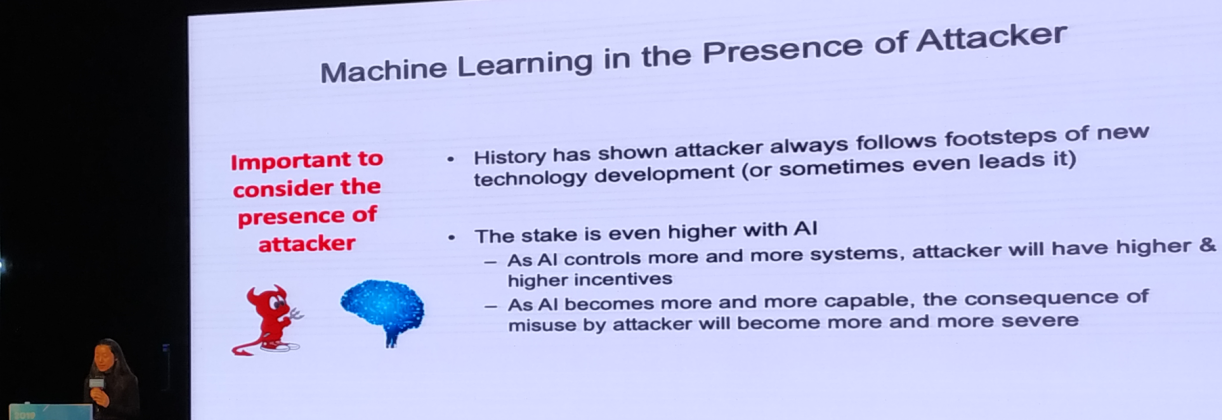 Machine Learning in the Presence of Attacker
Important to
consider the
presence of
attacker
• History has shown attacker always follows footsteps of new
technology development (or sometimes even leads it)
• The stake is even higher with AI
– As AI controls more and more systems, attacker will have higher &
higher incentives
– As AI becomes more and more capable, the consequence of
misuse by attacker will become more and more severe